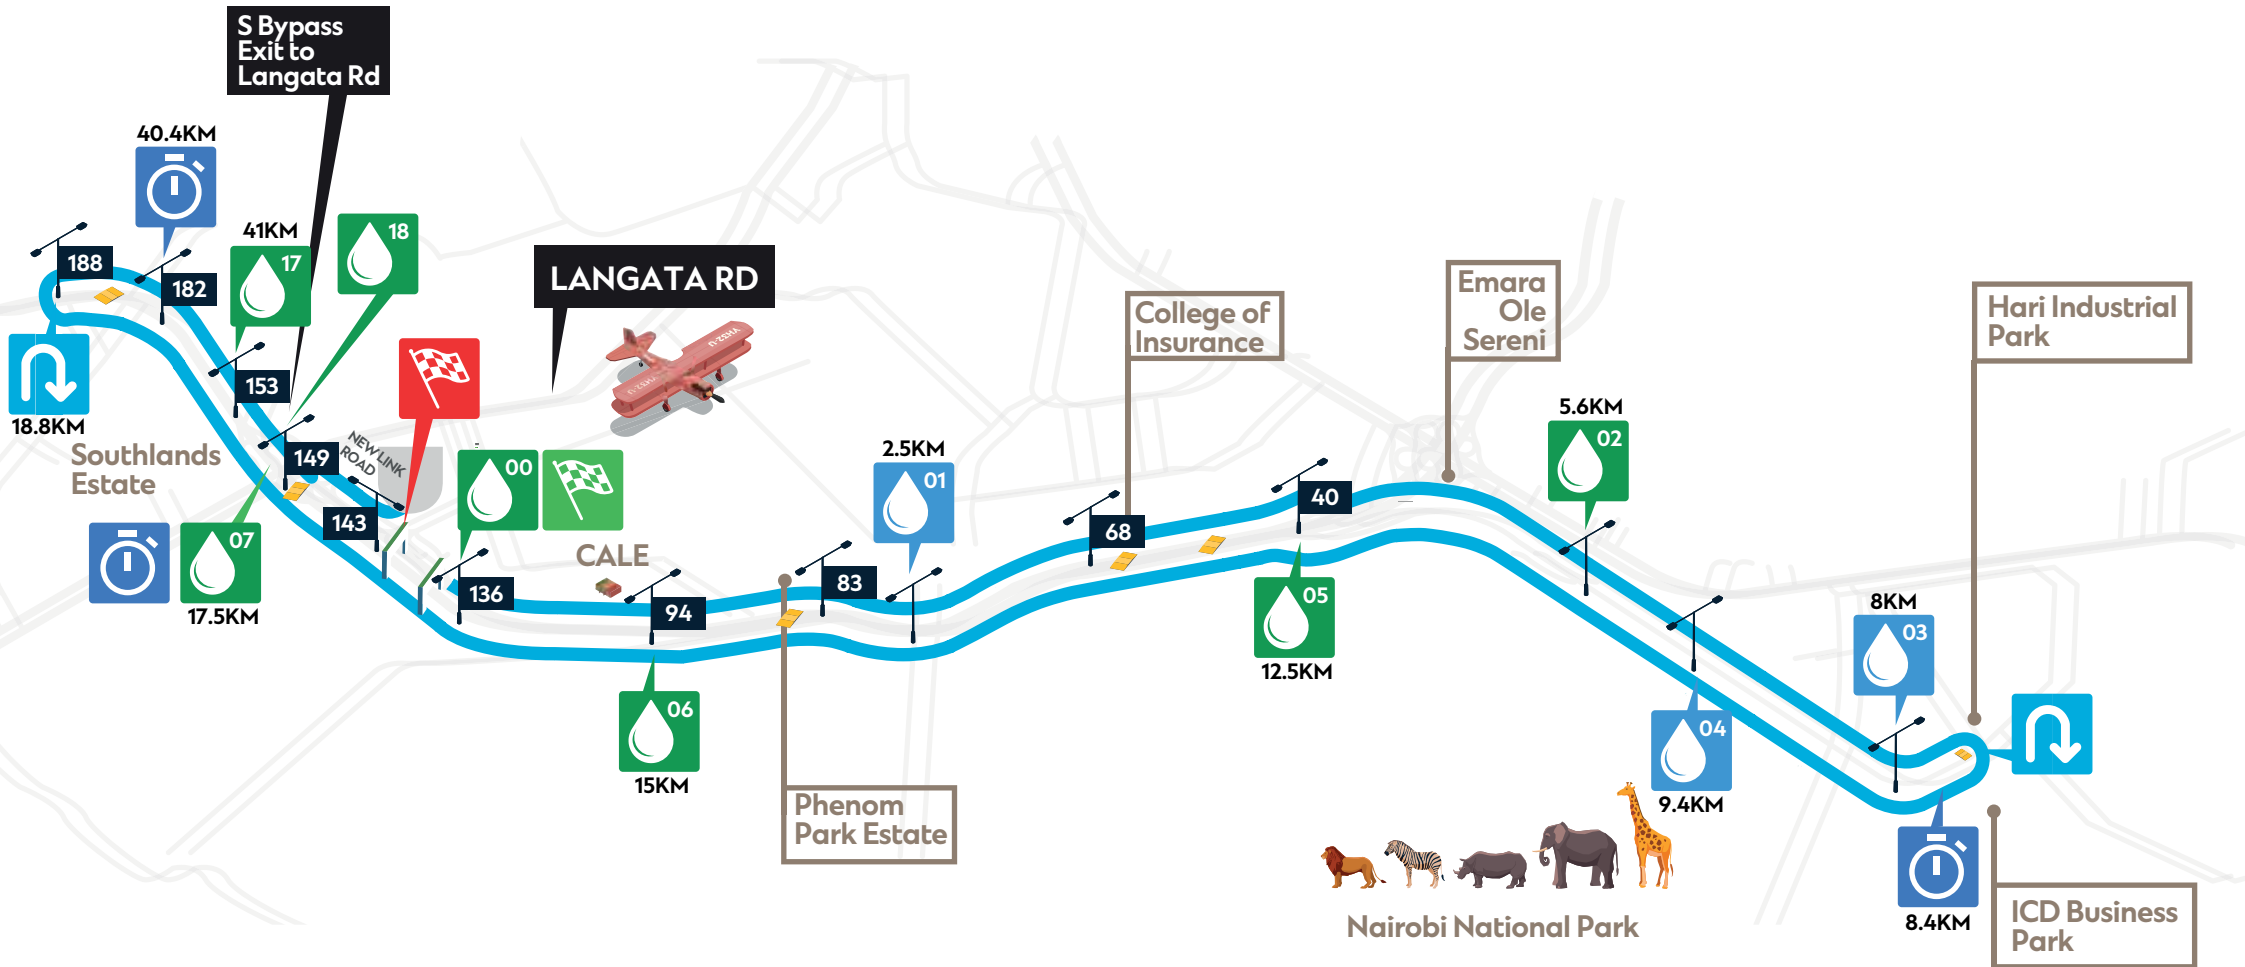 S Bypass
Exit to
Langata Rd
40.4KM
41KM
17
18
188
182
153
149
143
18.8KM
Southlands
Estate
NEW LINK
ROAD
07
17.5KM
LANGATA RD
00
CALE
136
94
83
06
15KM
2.5KM
01
Phenom
Park Estate
College of
Insurance
68
40
05
12.5KM
Emara
Ole
Sereni
5.6KM
02
Hari Industrial
Park
8KM
03
04
9.4KM
8.4KM
ICD Business
Park
Nairobi National Park